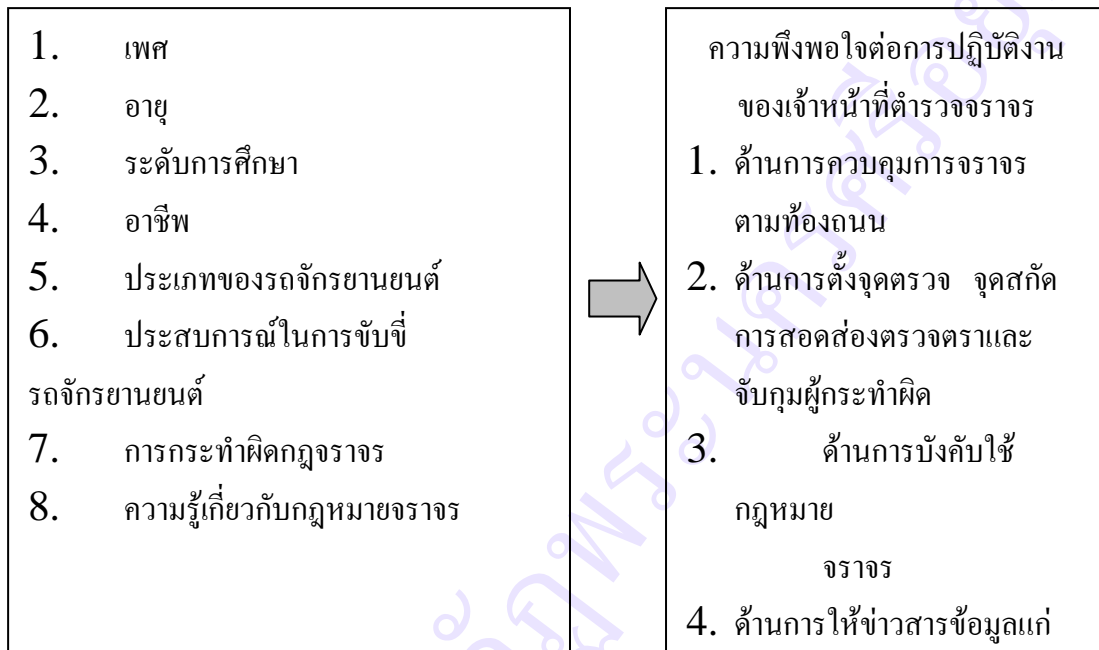 1. เพศ
2. อายุ
3. ระดับการศึกษา
4. อาชีพ
5. ประเภทของรถจักรยานยนต์
6. ประสบการณ์ในการขับขี่
รถจักรยานยนต์
7. การกระทำผิดกฎจราจร
8. ความรู้เกี่ยวกับกฎหมายจราจร
ความพึงพอใจต่อการปฏิบัติงาน
ของเจ้าหน้าที่ตำรวจจราจร
1. ด้านการควบคุมการจราจร
ตามท้องถนน
2. ด้านการตั้งจุดตรวจ จุดสกัด
การสอดส่องตรวจตราและ
จับกุมผู้กระทำผิด
3. ด้านการบังคับใช้
กฎหมาย
จราจร
4. ด้านการให้ข่าวสารข้อมูลแก่